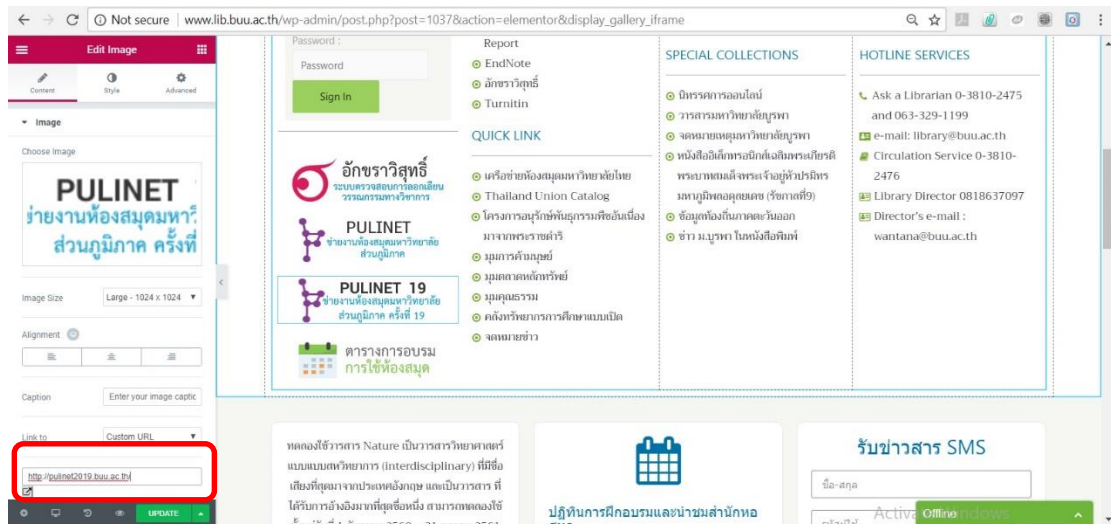 Not secure www.lib.buu.ac.th/wp-admin/post.php?post=1037&action=elementor&display_gallery_iframe
Edit Image
Content Style Advanced
Image
Choose Image
PULINET
ข่ายงานห้องสมุดมหาวิ
ส่วนภูมิภาค ครั้งที่
Image Size Large - 1024 x 1024
Alignment
Caption Enter your image captic
Link to Custom URL
http://pulinet2019.buu.ac.th/
UPDATE
Password :
Password
Sign In
อักขราวิสุทธิ์
ระบบตรวจสอบการลอกเลียน
วรรณกรรมทางวิชาการ
PULINET
ข่ายงานห้องสมุดมหาวิทยาลัย
ส่วนภูมิภาค
PULINET 19
ข่ายงานห้องสมุดมหาวิทยาลัย
ส่วนภูมิภาค ครั้งที่ 19
ตารางการอบรม
การใช้ห้องสมุด
Report
EndNote
อักขราวิสุทธิ์
Turnitin
QUICK LINK
เครือข่ายห้องสมุดมหาวิทยาลัยไทย
Thailand Union Catalog
โครงการอนุรักษ์พันธุกรรมพืชอันเนื่อง
มาจากพระราชดำริ
มุมการค้ามนุษย์
มุมตลาดหลักทรัพย์
มุมคุณธรรม
คลังทรัพยากรการศึกษาแบบเปิด
จดหมายข่าว
SPECIAL COLLECTIONS
นิทรรศการออนไลน์
วารสารมหาวิทยาลัยบูรพา
จดหมายเหตุมหาวิทยาลัยบูรพา
หนังสืออิเล็กทรอนิกส์เฉลิมพระเกียรติ
พระบาทสมเด็จพระเจ้าอยู่หัวปรมินทร
มหาภูมิพลอดุลยเดช (รัชกาลที่9)
ข้อมูลท้องถิ่นภาคตะวันออก
ข่าว ม.บูรพา ในหนังสือพิมพ์
HOTLINE SERVICES
Ask a Librarian 0-3810-2475
and 063-329-1199
e-mail: library@buu.ac.th
Circulation Service 0-3810-
2476
Library Director 0818637097
Director's e-mail :
wantana@buu.ac.th
ทดลองใช้วารสาร Nature เป็นวารสารวิทยาศาสตร์
แบบแบบสหวิทยาการ (interdisciplinary) ที่มีชื่อ
เสียงที่สุดมาจากประเทศอังกฤษ และเป็นวารสาร ที่
ได้รับการอ้างอิงมากที่สุดชื่อหนึ่ง สามารถทดลองใช้
ปฏิทินการฝึกอบรมและนำชมสำนักหอ
รับข่าวสาร SMS
ชื่อ-สกุล
Offline